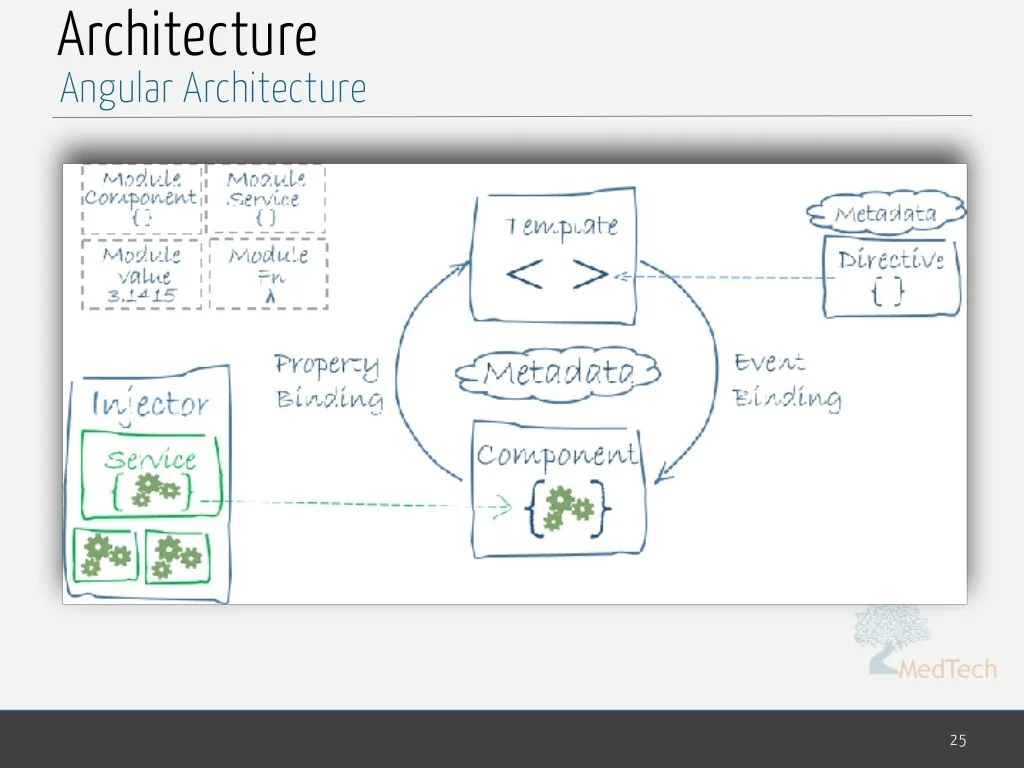 Architecture
Angular Architecture
Module
Component
{}
Module
Service
{}
Module
value
3.1415
Module
Fn
λ
Template
< >
Metadata
Directive
{ }
Property
Binding
Metadata
Event
Binding
Injector
Service
{ }
Component
{ }
MedTech
25